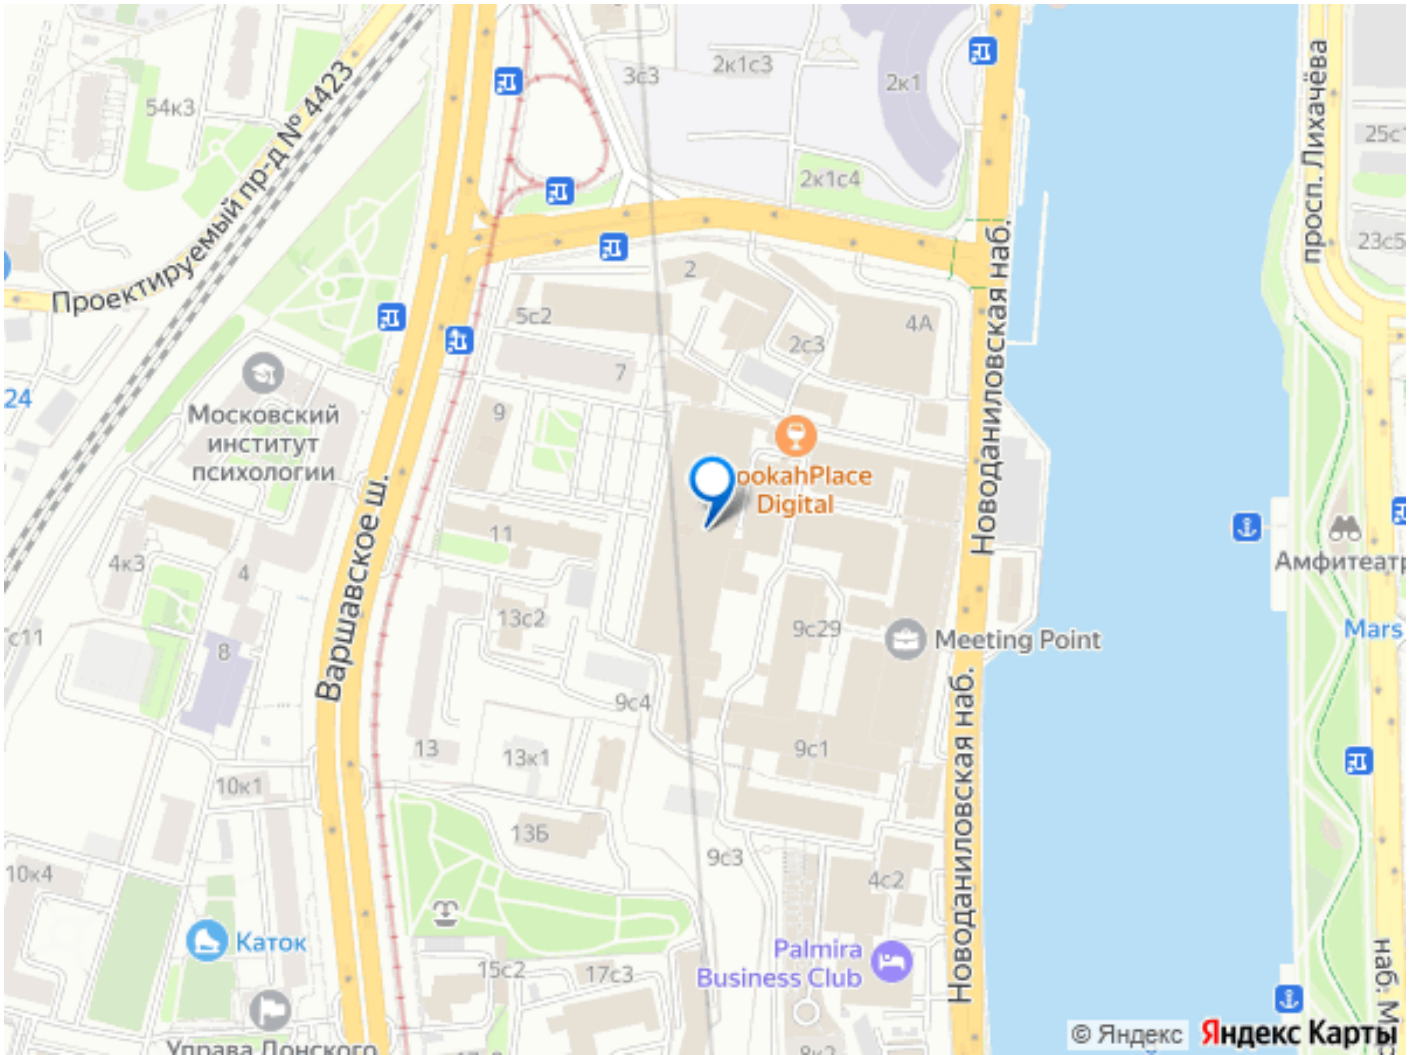 3с3
2к1с3
2к1
54к3
Проектируемый пр-д № 4423
просп. Лихачёва
25с
2к1с4
23с5
Новоданиловская наб.
2
5с2
4А
2с3
7
24
9
Московский
институт
психологии
ookahPlace
Digital
Варшавское ш.
11
4к3
4
Амфитеатр
13с2
с11
8
9с29
Meeting Point
Mars
9с4
9с1
13
13к1
10к1
Новоданиловская наб.
13Б
9с3
10к4
4с2
Каток
Palmira
Business Club
15с2
17с3
наб. М
Управа Донского
8к2
© Яндекс
Яндекс Карты